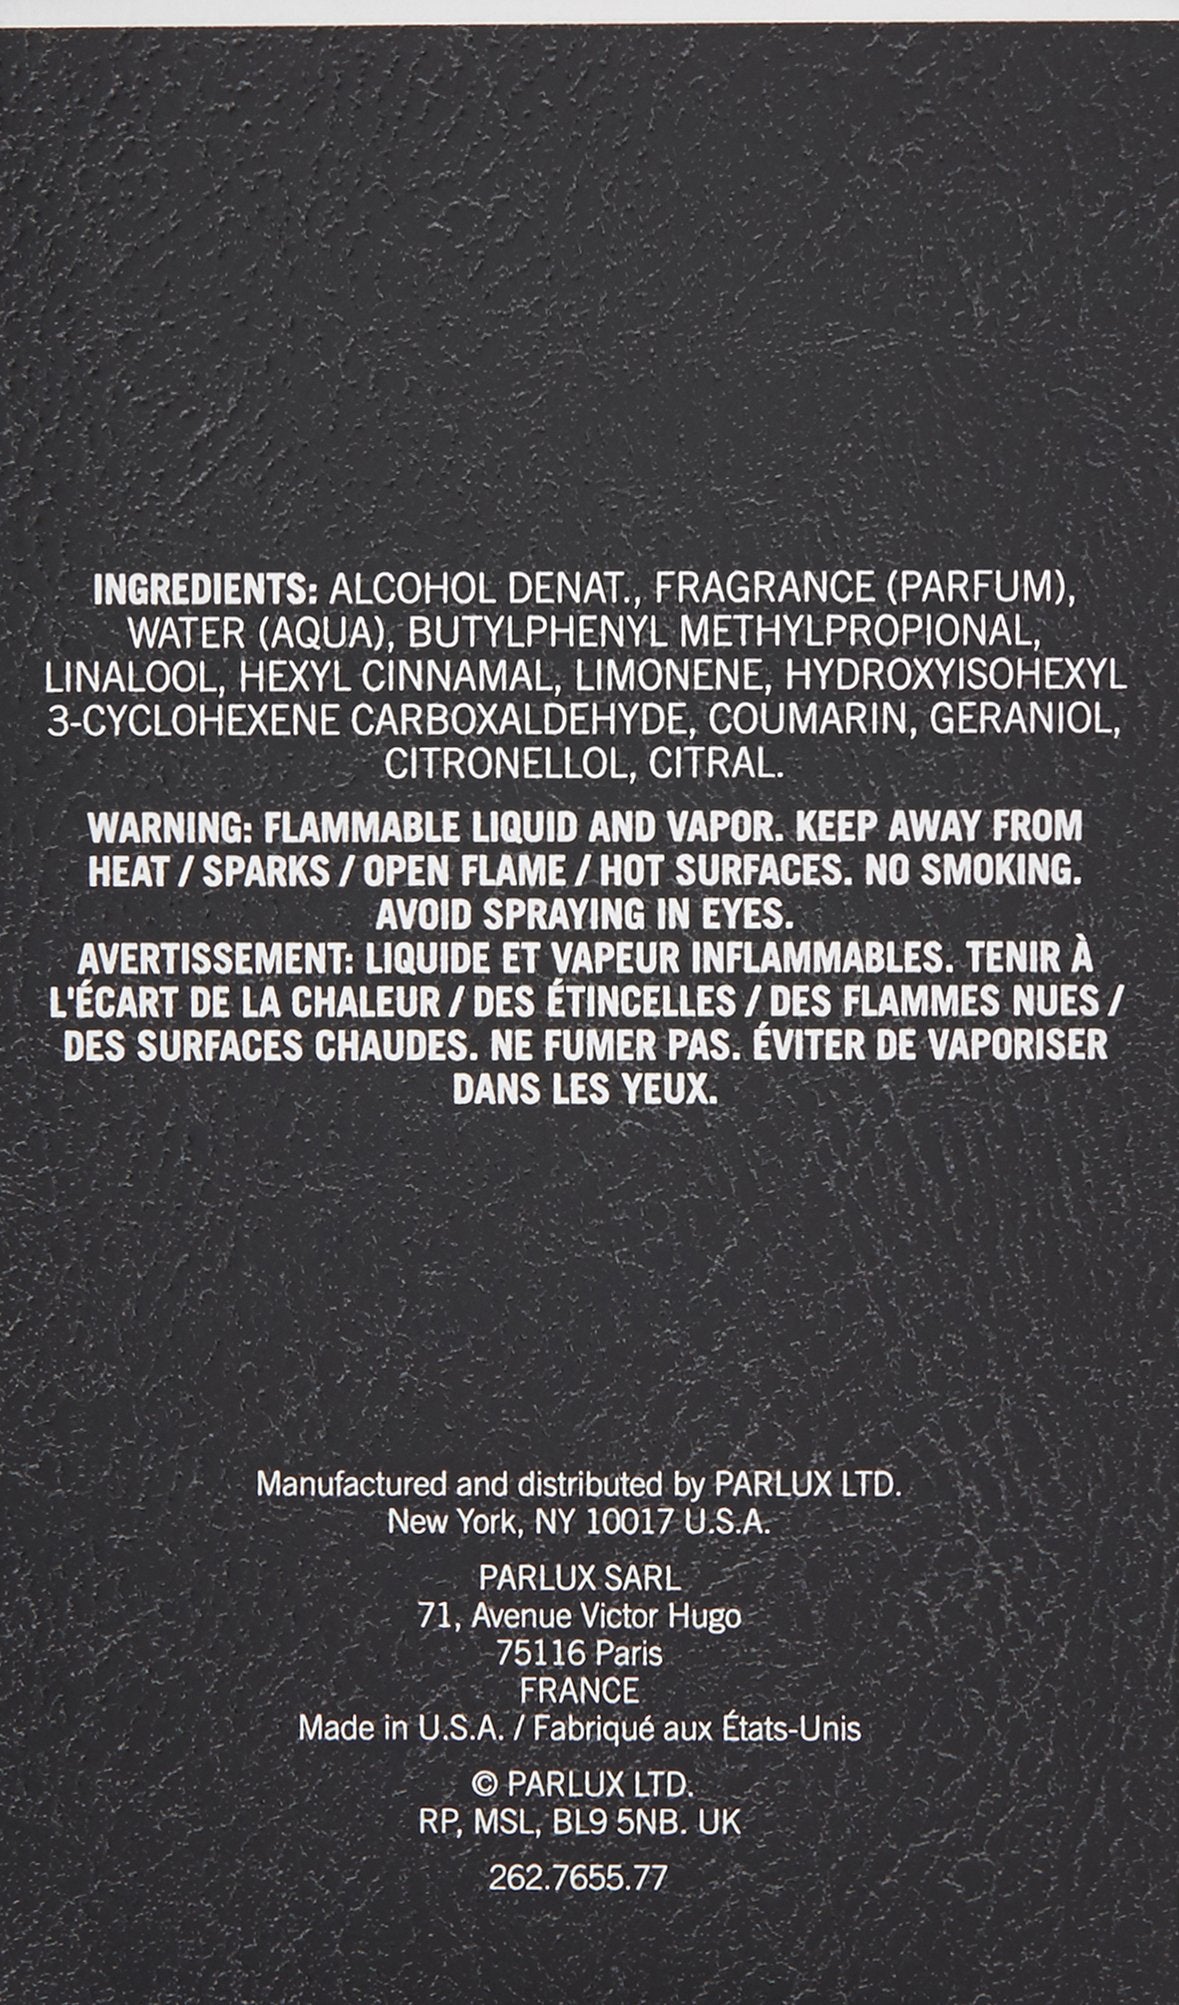 INGREDIENTS: ALCOHOL DENAT., FRAGRANCE (PARFUM),
WATER (AQUA), BUTYLPHENYL METHYLPROPIONAL,
LINALOOL, HEXYL CINNAMAL, LIMONENE, HYDROXYISOHEXYL
3-CYCLOHEXENE CARBOXALDEHYDE, COUMARIN, GERANIOL,
CITRONELLOL, CITRAL.
WARNING: FLAMMABLE LIQUID AND VAPOR. KEEP AWAY FROM
HEAT / SPARKS / OPEN FLAME / HOT SURFACES. NO SMOKING.
AVOID SPRAYING IN EYES.
AVERTISSEMENT: LIQUIDE ET VAPEUR INFLAMMABLES. TENIR À
L'ÉCART DE LA CHALEUR / DES ÉTINCELLES / DES FLAMMES NUES /
DES SURFACES CHAUDES. NE FUMER PAS. ÉVITER DE VAPORISER
DANS LES YEUX.
Manufactured and distributed by PARLUX LTD.
New York, NY 10017 U.S.A.
PARLUX SARL
71, Avenue Victor Hugo
75116 Paris
FRANCE
Made in U.S.A. / Fabriqué aux États-Unis
© PARLUX LTD.
RP, MSL, BL9 5NB. UK
262.7655.77